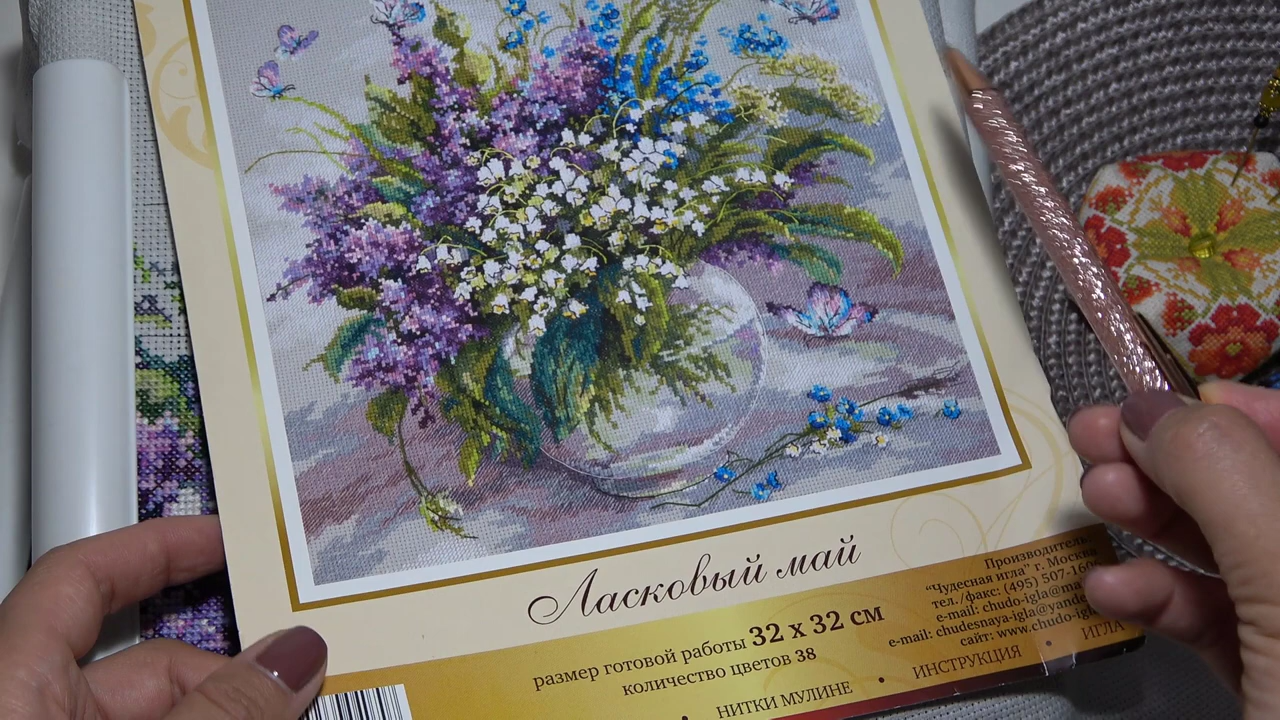 Ласковый май
размер готовой работы 32 x 32 см
количество цветов 38
Производитель:
"Чудесная игла" г. Москва
тел./факс: (495) 507-160
e-mail: chudo-igla@ma
e-mail: chudesnaya-igla@yande
сайт: www.chudo-igl
• НИТКИ МУЛИНЕ • ИНСТРУКЦИЯ • ИГЛА